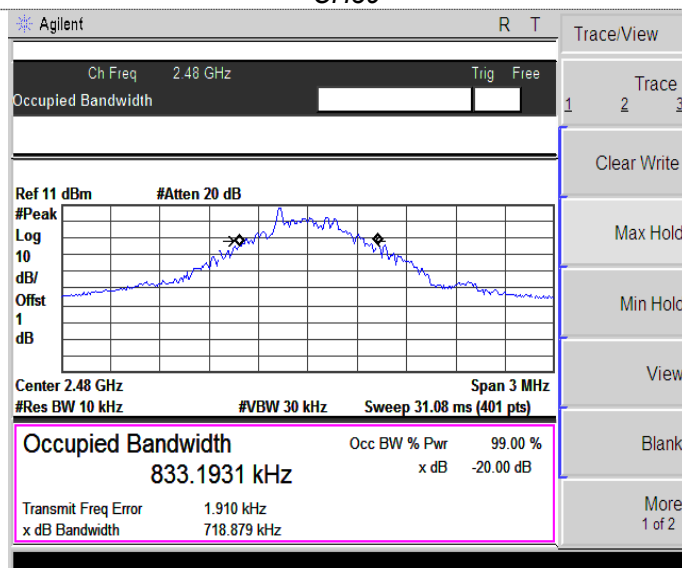 Agilent R T
Trace/View
Ch Freq 2.48 GHz Trig Free
Occupied Bandwidth
Trace
1 2 3
Clear Write
Ref 11 dBm #Atten 20 dB
#Peak
Log
10
dB/
Offst
1
dB
Max Hold
Min Hold
View
Center 2.48 GHz Span 3 MHz
#Res BW 10 kHz #VBW 30 kHz Sweep 31.08 ms (401 pts)
Occupied Bandwidth Occ BW % Pwr 99.00 %
833.1931 kHz x dB -20.00 dB
Blank
Transmit Freq Error 1.910 kHz
x dB Bandwidth 718.879 kHz
More
1 of 2